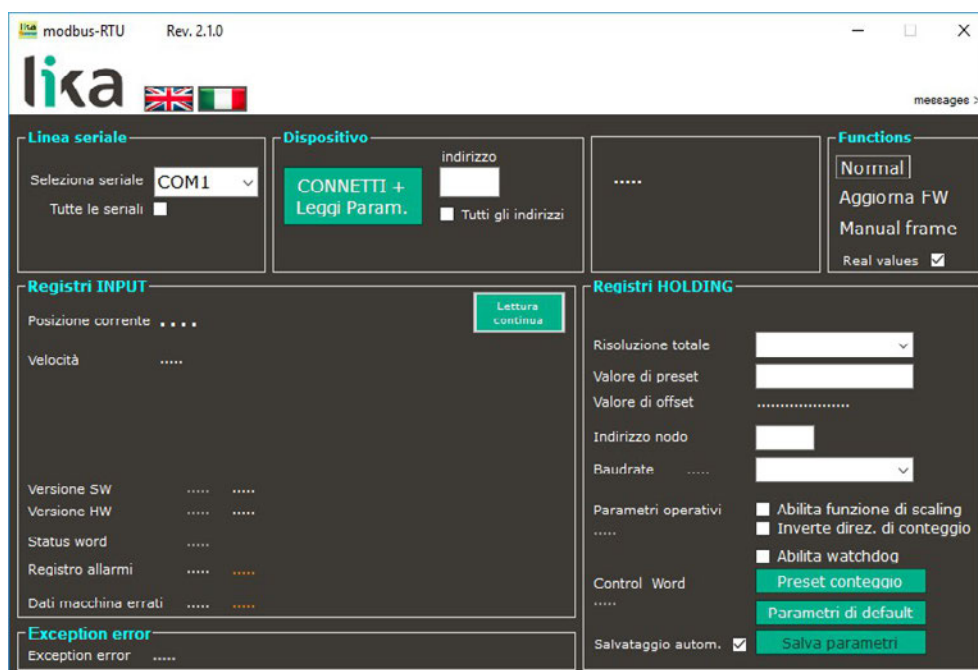 lika modbus-RTU Rev. 2.1.0
lika
messages >
Linea seriale
Seleziona seriale COM1
Tutte le seriali
Dispositivo
CONNETTI +
Leggi Param.
indirizzo
Tutti gli indirizzi
.....
Functions
Normal
Aggiorna FW
Manual frame
Real values
Registri INPUT
Posizione corrente ....
Lettura
continua
Velocità .....
Versione SW ..... .....
Versione HW ..... .....
Status word .....
Registro allarmi ..... .....
Dati macchina errati ..... .....
Exception error
Exception error .....
Registri HOLDING
Risoluzione totale
Valore di preset
Valore di offset ....................
Indirizzo nodo
Baudrate .....
Parametri operativi
.....
Abilita funzione di scaling
Inverte direz. di conteggio
Abilita watchdog
Control Word
.....
Preset conteggio
Parametri di default
Salvataggio autom.
Salva parametri